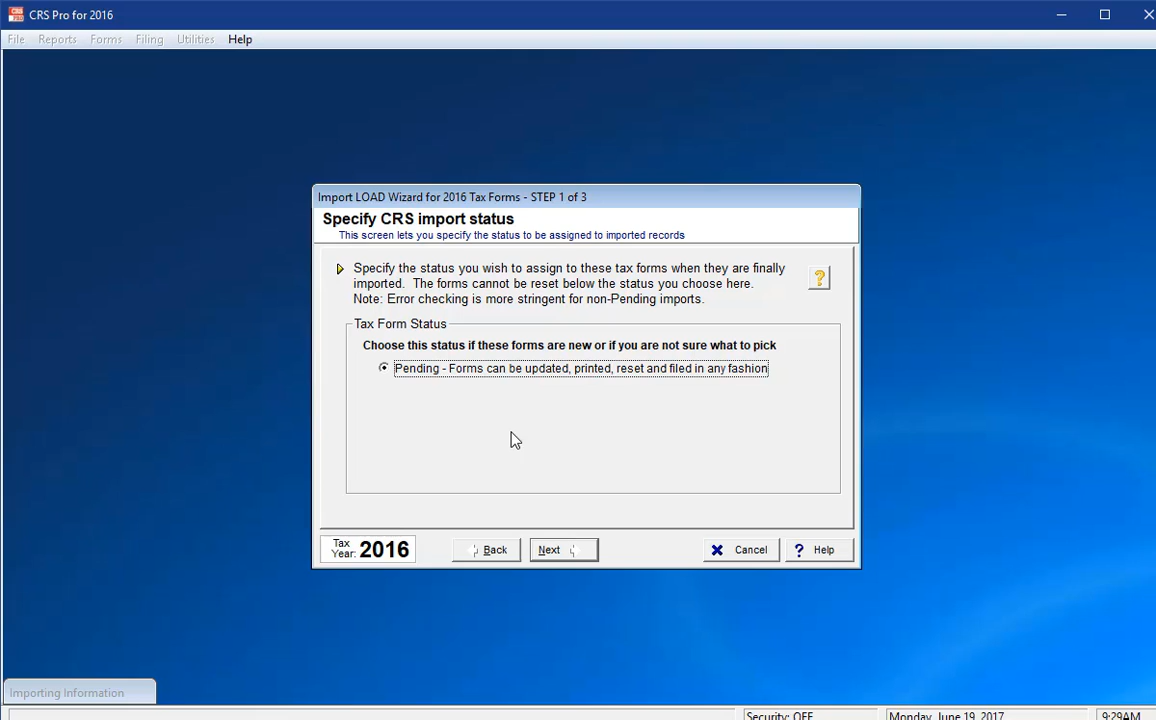 CRS Pro for 2016
File Reports Forms Filing Utilities Help
Import LOAD Wizard for 2016 Tax Forms - STEP 1 of 3
Specify CRS import status
This screen lets you specify the status to be assigned to imported records
Specify the status you wish to assign to these tax forms when they are finally
imported. The forms cannot be reset below the status you choose here.
Note: Error checking is more stringent for non-Pending imports.
Tax Form Status
Choose this status if these forms are new or if you are not sure what to pick
Pending - Forms can be updated, printed, reset and filed in any fashion
Tax
Year: 2016
Back Next Cancel Help
Importing Information
Security: OFF Monday, June 19, 2017 9:29AM